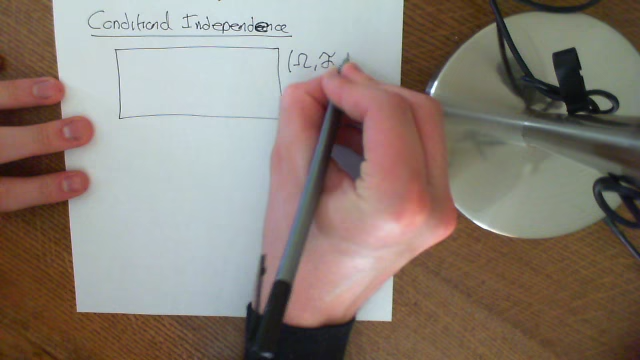 Conditional Independence
(Ω, ℱ,